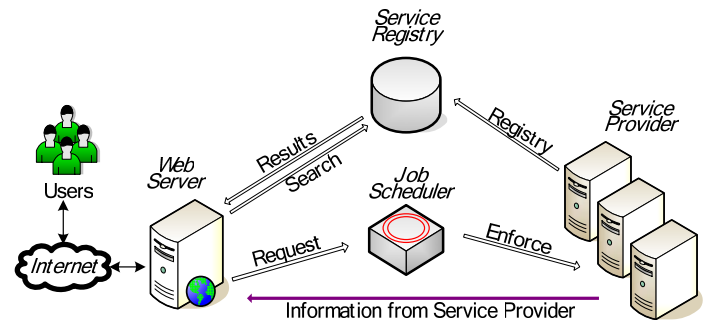 Service
Registry
Service
Provider
Registry
Results
Search
Web
Server
Job
Scheduler
Users
Internet
Request
Enforce
Information from Service Provider